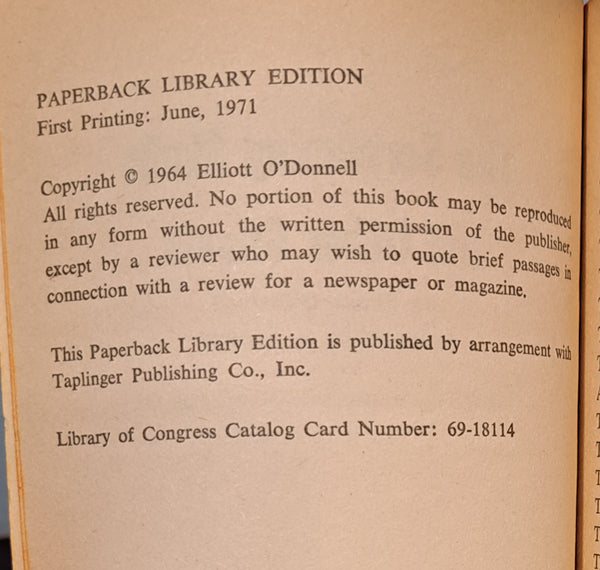 PAPERBACK LIBRARY EDITION
First Printing: June, 1971
Copyright © 1964 Elliott O'Donnell
All rights reserved. No portion of this book may be reproduced
in any form without the written permission of the publisher,
except by a reviewer who may wish to quote brief passages in
connection with a review for a newspaper or magazine.
This Paperback Library Edition is published by arrangement with
Taplinger Publishing Co., Inc.
Library of Congress Catalog Card Number: 69-18114